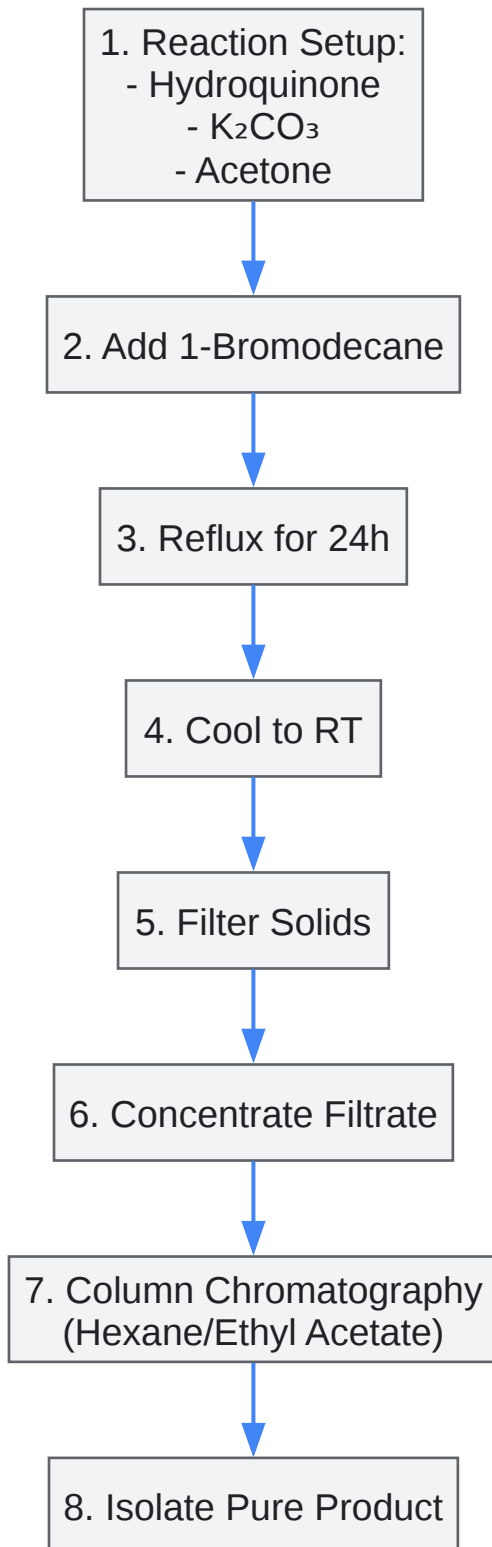 1. Reaction Setup:
- Hydroquinone
- K₂CO₃
- Acetone
2. Add 1-Bromodecane
3. Reflux for 24h
4. Cool to RT
5. Filter Solids
6. Concentrate Filtrate
7. Column Chromatography
(Hexane/Ethyl Acetate)
8. Isolate Pure Product